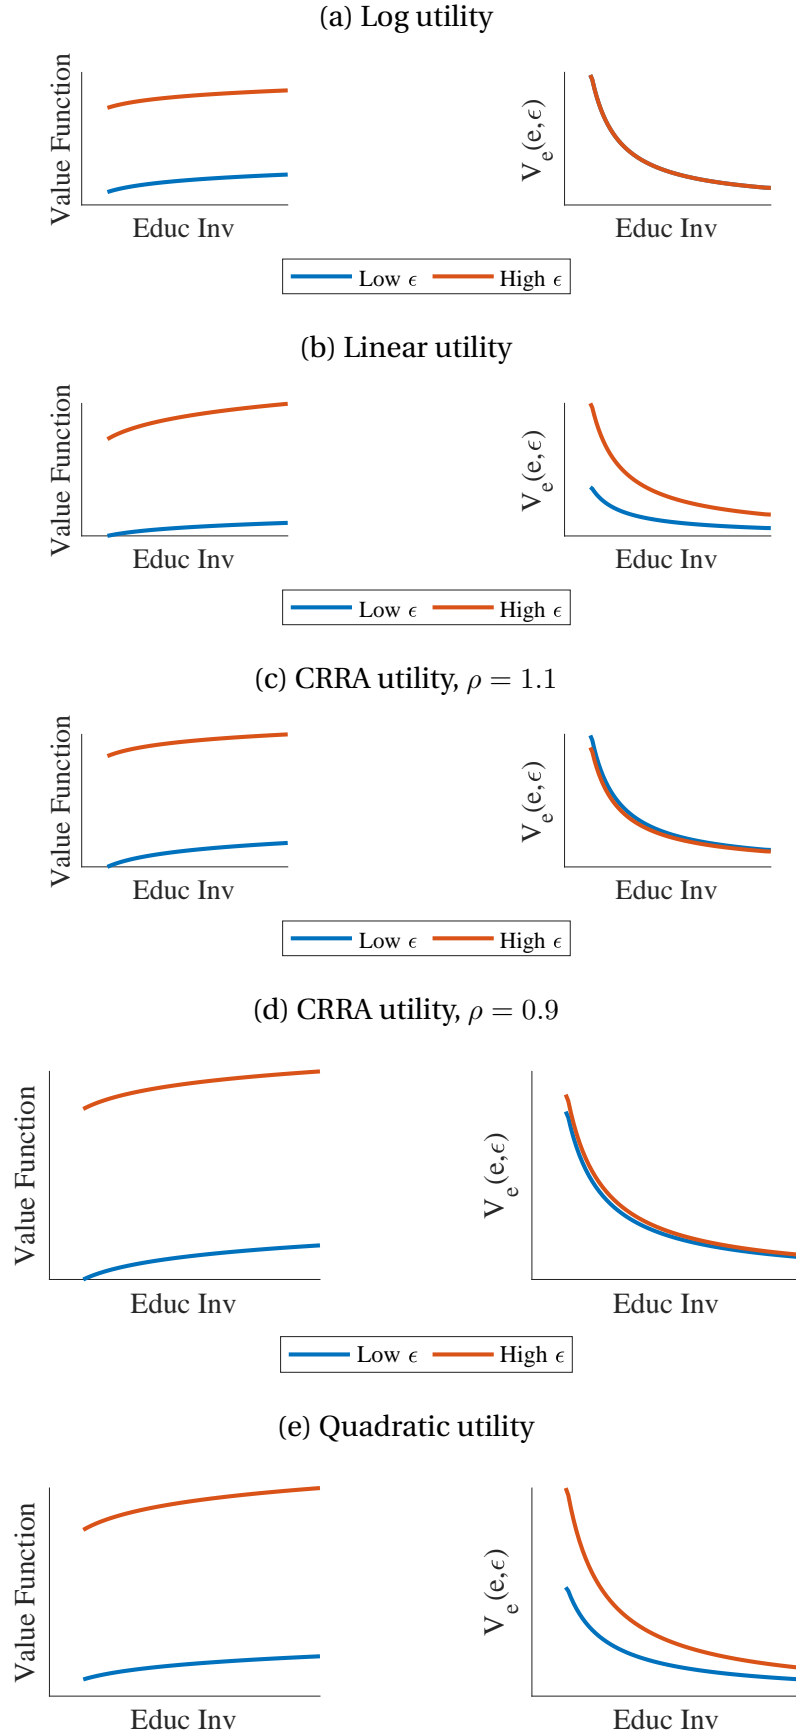 (a) Log utility
Value Function
Educ Inv
V_e(e,ϵ)
Educ Inv
Low ϵ High ϵ
(b) Linear utility
Value Function
Educ Inv
V_e(e,ϵ)
Educ Inv
Low ϵ High ϵ
(c) CRRA utility, ρ = 1.1
Value Function
Educ Inv
V_e(e,ϵ)
Educ Inv
Low ϵ High ϵ
(d) CRRA utility, ρ = 0.9
Value Function
Educ Inv
V_e(e,ϵ)
Educ Inv
Low ϵ High ϵ
(e) Quadratic utility
Value Function
Educ Inv
V_e(e,ϵ)
Educ Inv